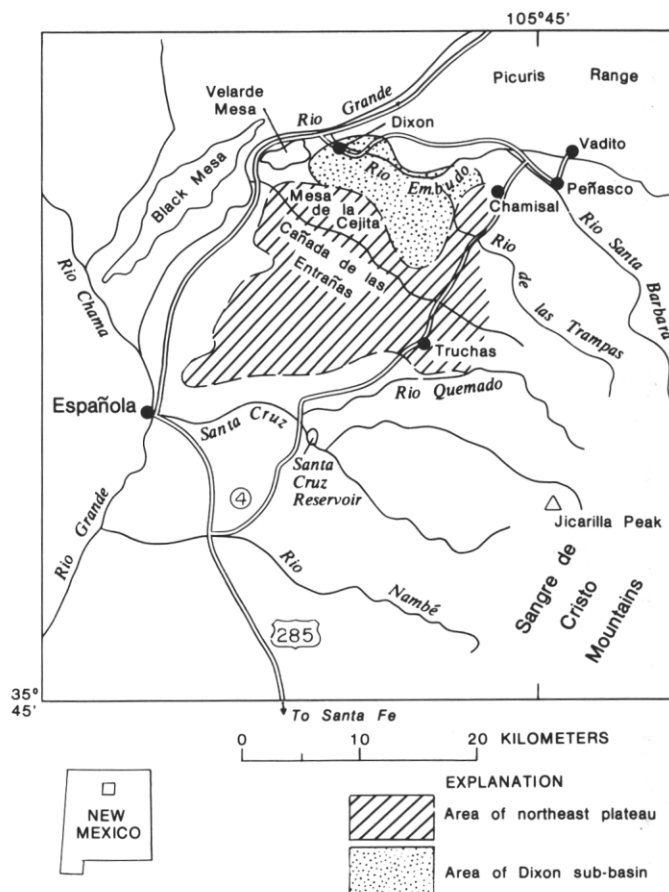 105°45'
Picuris Range
Velarde
Mesa
Rio Grande
Dixon
Vadito
Black Mesa
Rio Embudo
Peñasco
Chamisal
Mesa
de la
Cejita
Cañada de las
Entrañas
Rio
de
las Trampas
Rio Santa
Barbara
Rio Chama
Truchas
Rio Quemado
Española
Santa Cruz
Santa
Cruz
Reservoir
4
Jicarilla Peak
Rio Grande
Rio
Nambé
Sangre de
Cristo
Mountains
285
35°
45'
To Santa Fe
0 10 20 KILOMETERS
EXPLANATION
NEW
MEXICO
Area of northeast plateau
Area of Dixon sub-basin